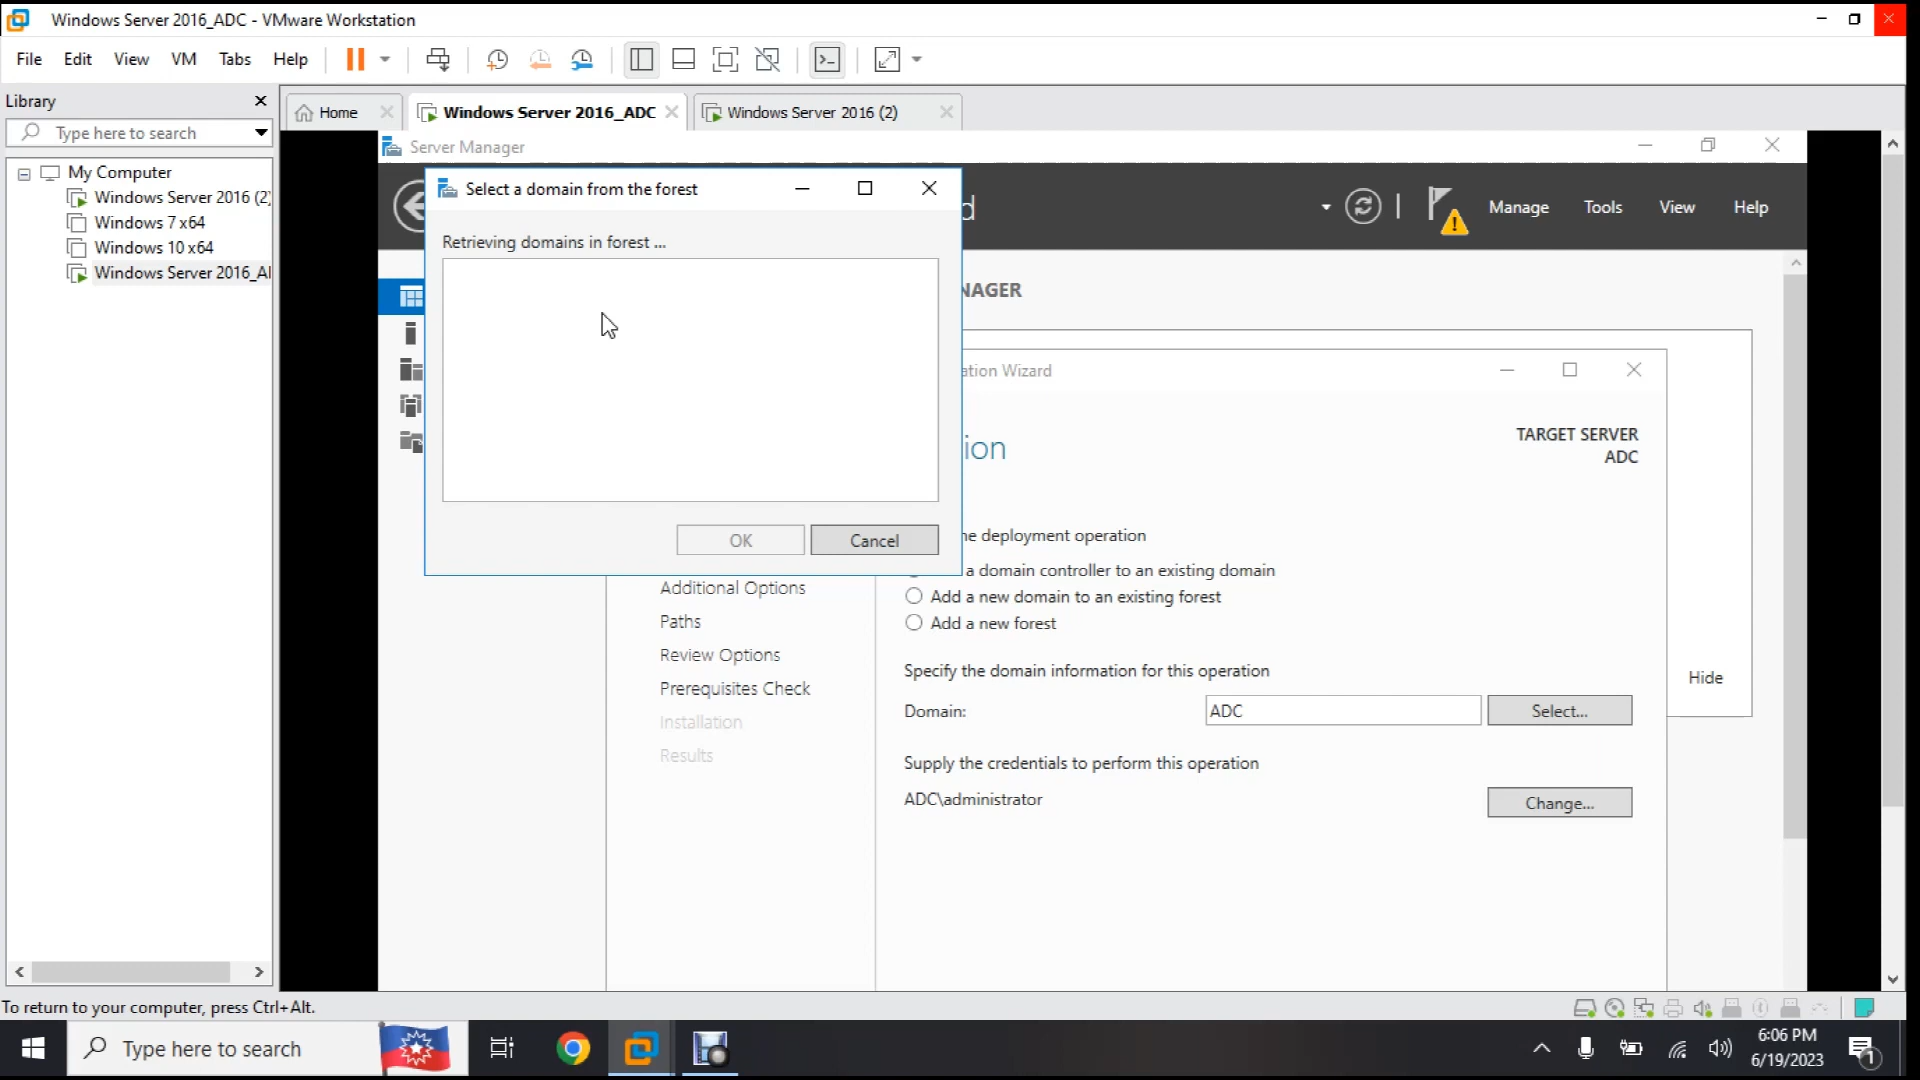 Windows Server 2016_ADC - VMware Workstation
File Edit View VM Tabs Help
Library
Type here to search
My Computer
Windows Server 2016 (2)
Windows 7 x64
Windows 10 x64
Windows Server 2016_A
Home
Windows Server 2016_ADC
Windows Server 2016 (2)
Server Manager
d
Manage Tools View Help
Select a domain from the forest
Retrieving domains in forest ...
OK
Cancel
NAGER
ation Wizard
ion
TARGET SERVER
ADC
he deployment operation
a domain controller to an existing domain
Add a new domain to an existing forest
Add a new forest
Additional Options
Paths
Review Options
Prerequisites Check
Installation
Results
Specify the domain information for this operation
Domain:
ADC
Select...
Supply the credentials to perform this operation
ADC\administrator
Change...
Hide
To return to your computer, press Ctrl+Alt.
Type here to search
6:06 PM
6/19/2023
1